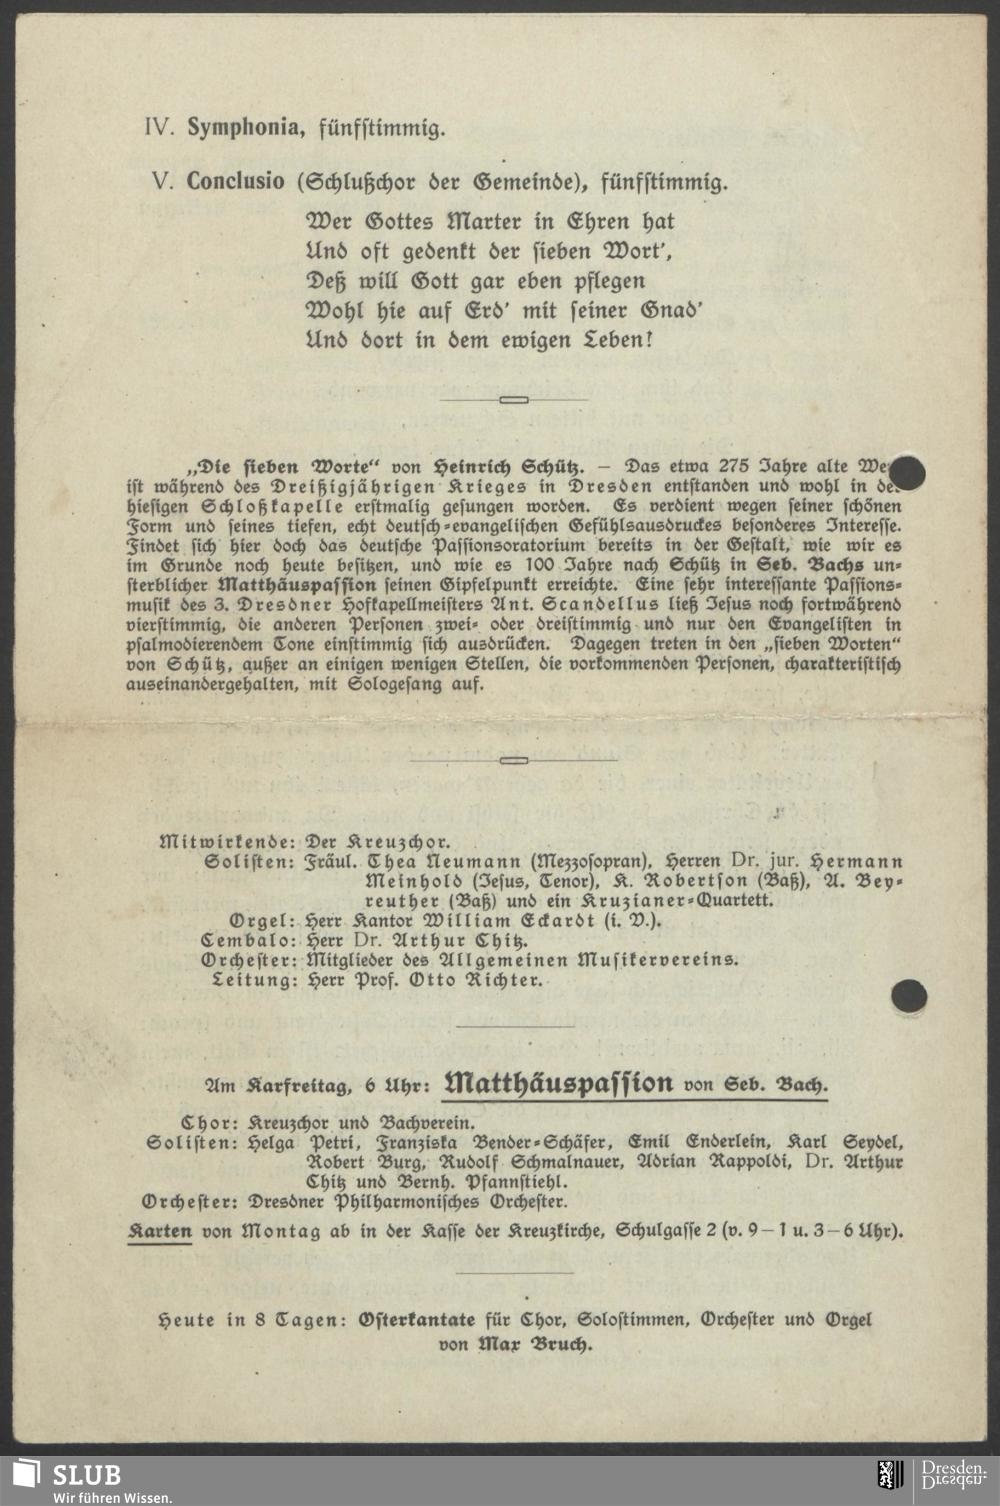 IV. Symphonia, fünfstimmig.
V. Conclusio (Schlußchor der Gemeinde), fünfstimmig.
Wer Gottes Marter in Ehren hat
Und oft gedenkt der sieben Wort',
Deß will Gott gar eben pflegen
Wohl hie auf Erd' mit seiner Gnad'
Und dort in dem ewigen Leben!
„Die sieben Worte“ von Heinrich Schütz. — Das etwa 275 Jahre alte
ist während des Dreißigjährigen Krieges in Dresden entstanden und wohl in
hiesigen Schloßkapelle erstmalig gesungen worden. Es verdient wegen seiner schönen
Form und seines tiefen, echt deutsch-evangelischen Gefühlsausdruckes besonderes Interesse.
Findet sich hier doch das deutsche Passionsoratorium bereits in der Gestalt, wie wir es
im Grunde noch heute besitzen, und wie es 100 Jahre nach Schütz in Seb. Bachs un-
sterblicher Matthäuspassion seinen Gipfelpunkt erreichte. Eine sehr interessante Passions-
musik des 3. Dresdner Hofkapellmeisters Ant. Scandellus ließ Jesus noch fortwährend
vierstimmig, die anderen Personen zwei- oder dreistimmig und nur den Evangelisten in
psalmodierendem Tone einstimmig sich ausdrücken. Dagegen treten in den „sieben Worten“
von Schütz, außer an einigen wenigen Stellen, die vorkommenden Personen, charakteristisch
auseinandergehalten, mit Sologesang auf.
Mitwirkende: Der Kreuzchor.
Solisten: Fräul. Thea Neumann (Mezzosopran), Herren Dr. jur. Hermann
Meinhold (Jesus, Tenor), K. Robertson (Baß), A. Bey-
reuther (Baß) und ein Kruzianer-Quartett.
Orgel: Herr Kantor William Eckardt (i. V.).
Cembalo: Herr Dr. Arthur Chitz.
Orchester: Mitglieder des Allgemeinen Musikervereins.
Leitung: Herr Prof. Otto Richter.
Am Karfreitag, 6 Uhr: Matthäuspassion von Seb. Bach.
Chor: Kreuzchor und Bachverein.
Solisten: Helga Petri, Franziska Bender-Schäfer, Emil Enderlein, Karl Seydel,
Robert Burg, Rudolf Schmalnauer, Adrian Rappoldi, Dr. Arthur
Chitz und Bernh. Pfannstiehl.
Orchester: Dresdner Philharmonisches Orchester.
Karten von Montag ab in der Kasse der Kreuzkirche, Schulgasse 2 (v. 9—1 u. 3—6 Uhr).
Heute in 8 Tagen: Osterkantate für Chor, Solostimmen, Orchester und Orgel
von Max Bruch.
SLUB
Wir führen Wissen.
Dresden.
Dresden.